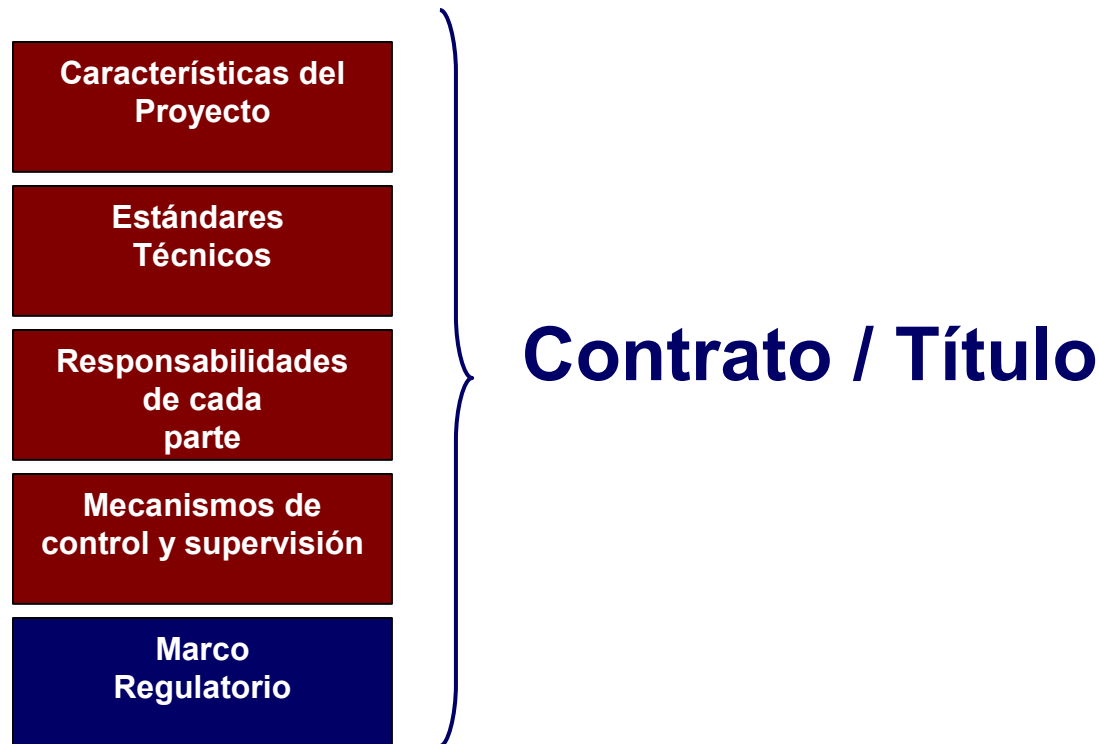 Características del
Proyecto
Estándares
Técnicos
Responsabilidades
de cada
parte
Mecanismos de
control y supervisión
Marco
Regulatorio
Contrato / Título